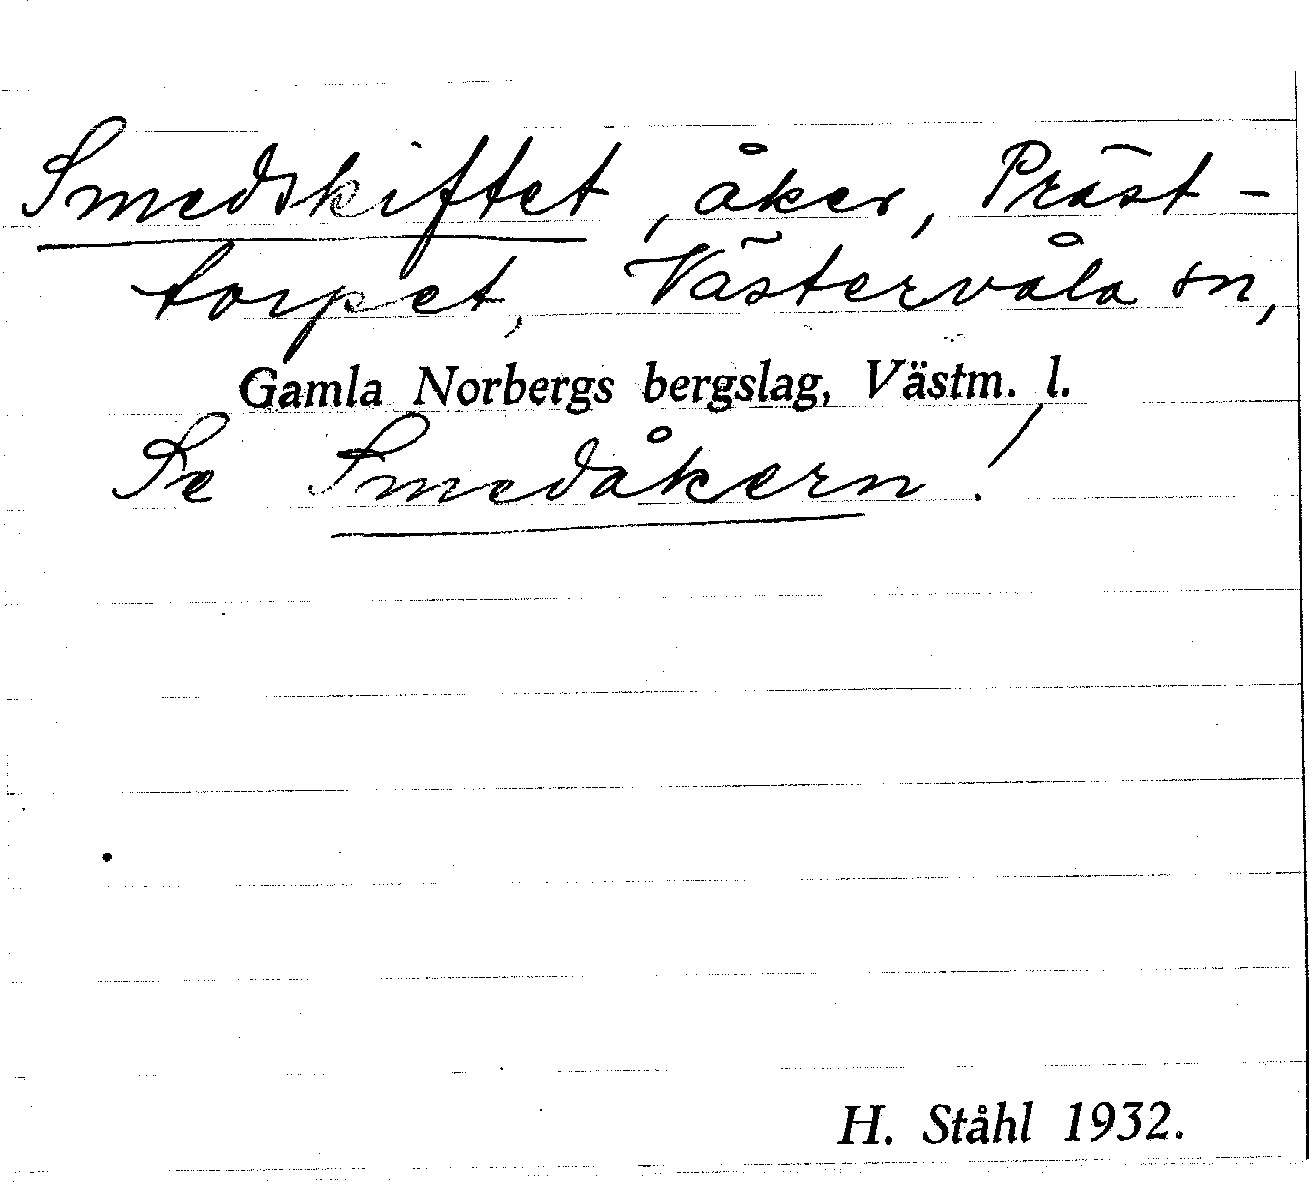 Smedskiftet, åker, Präst-
torpet, Västervåla sn,
Gamla Norbergs bergslag, Västm. l.
Se Smedåkern!
H. Ståhl 1932.